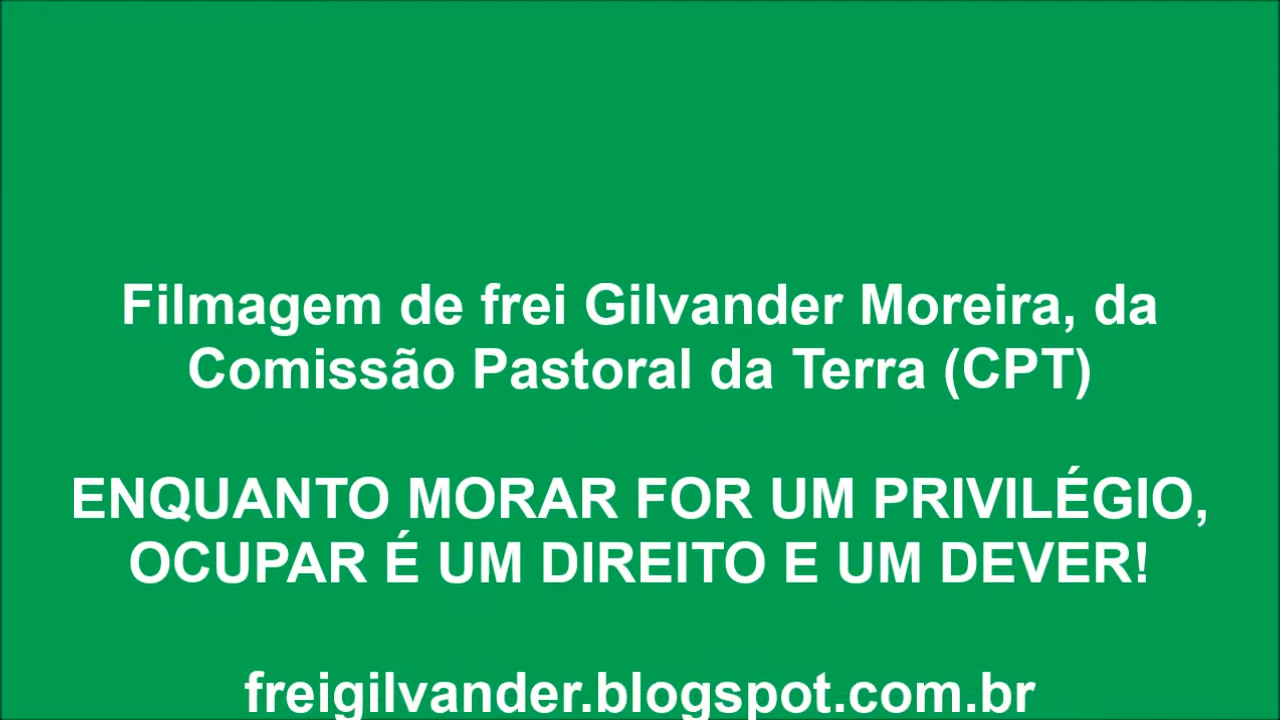 Filmagem de frei Gilvander Moreira, da
Comissão Pastoral da Terra (CPT)
ENQUANTO MORAR FOR UM PRIVILÉGIO,
OCUPAR É UM DIREITO E UM DEVER!
freigilvander.blogspot.com.br